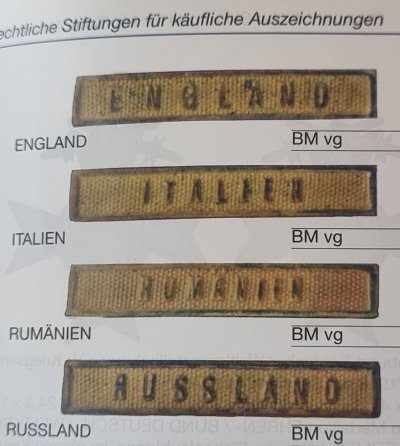 echtliche Stiftungen für käufliche Auszeichnungen
ENGLAND
ENGLAND
BM vg
ITALIEN
ITALIEN
BM vg
RUMÄNIEN
RUMÄNIEN
BM vg
RUSSLAND
RUSSLAND
BM vg